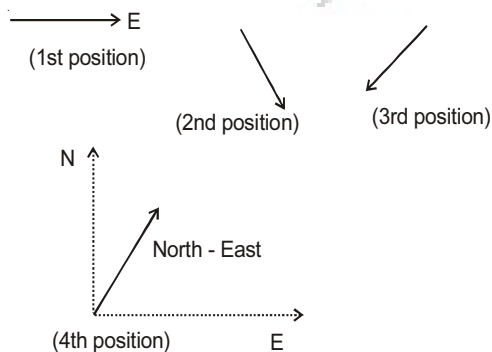 E
(1st position)
(2nd position)
(3rd position)
N
North - East
(4th position)
E